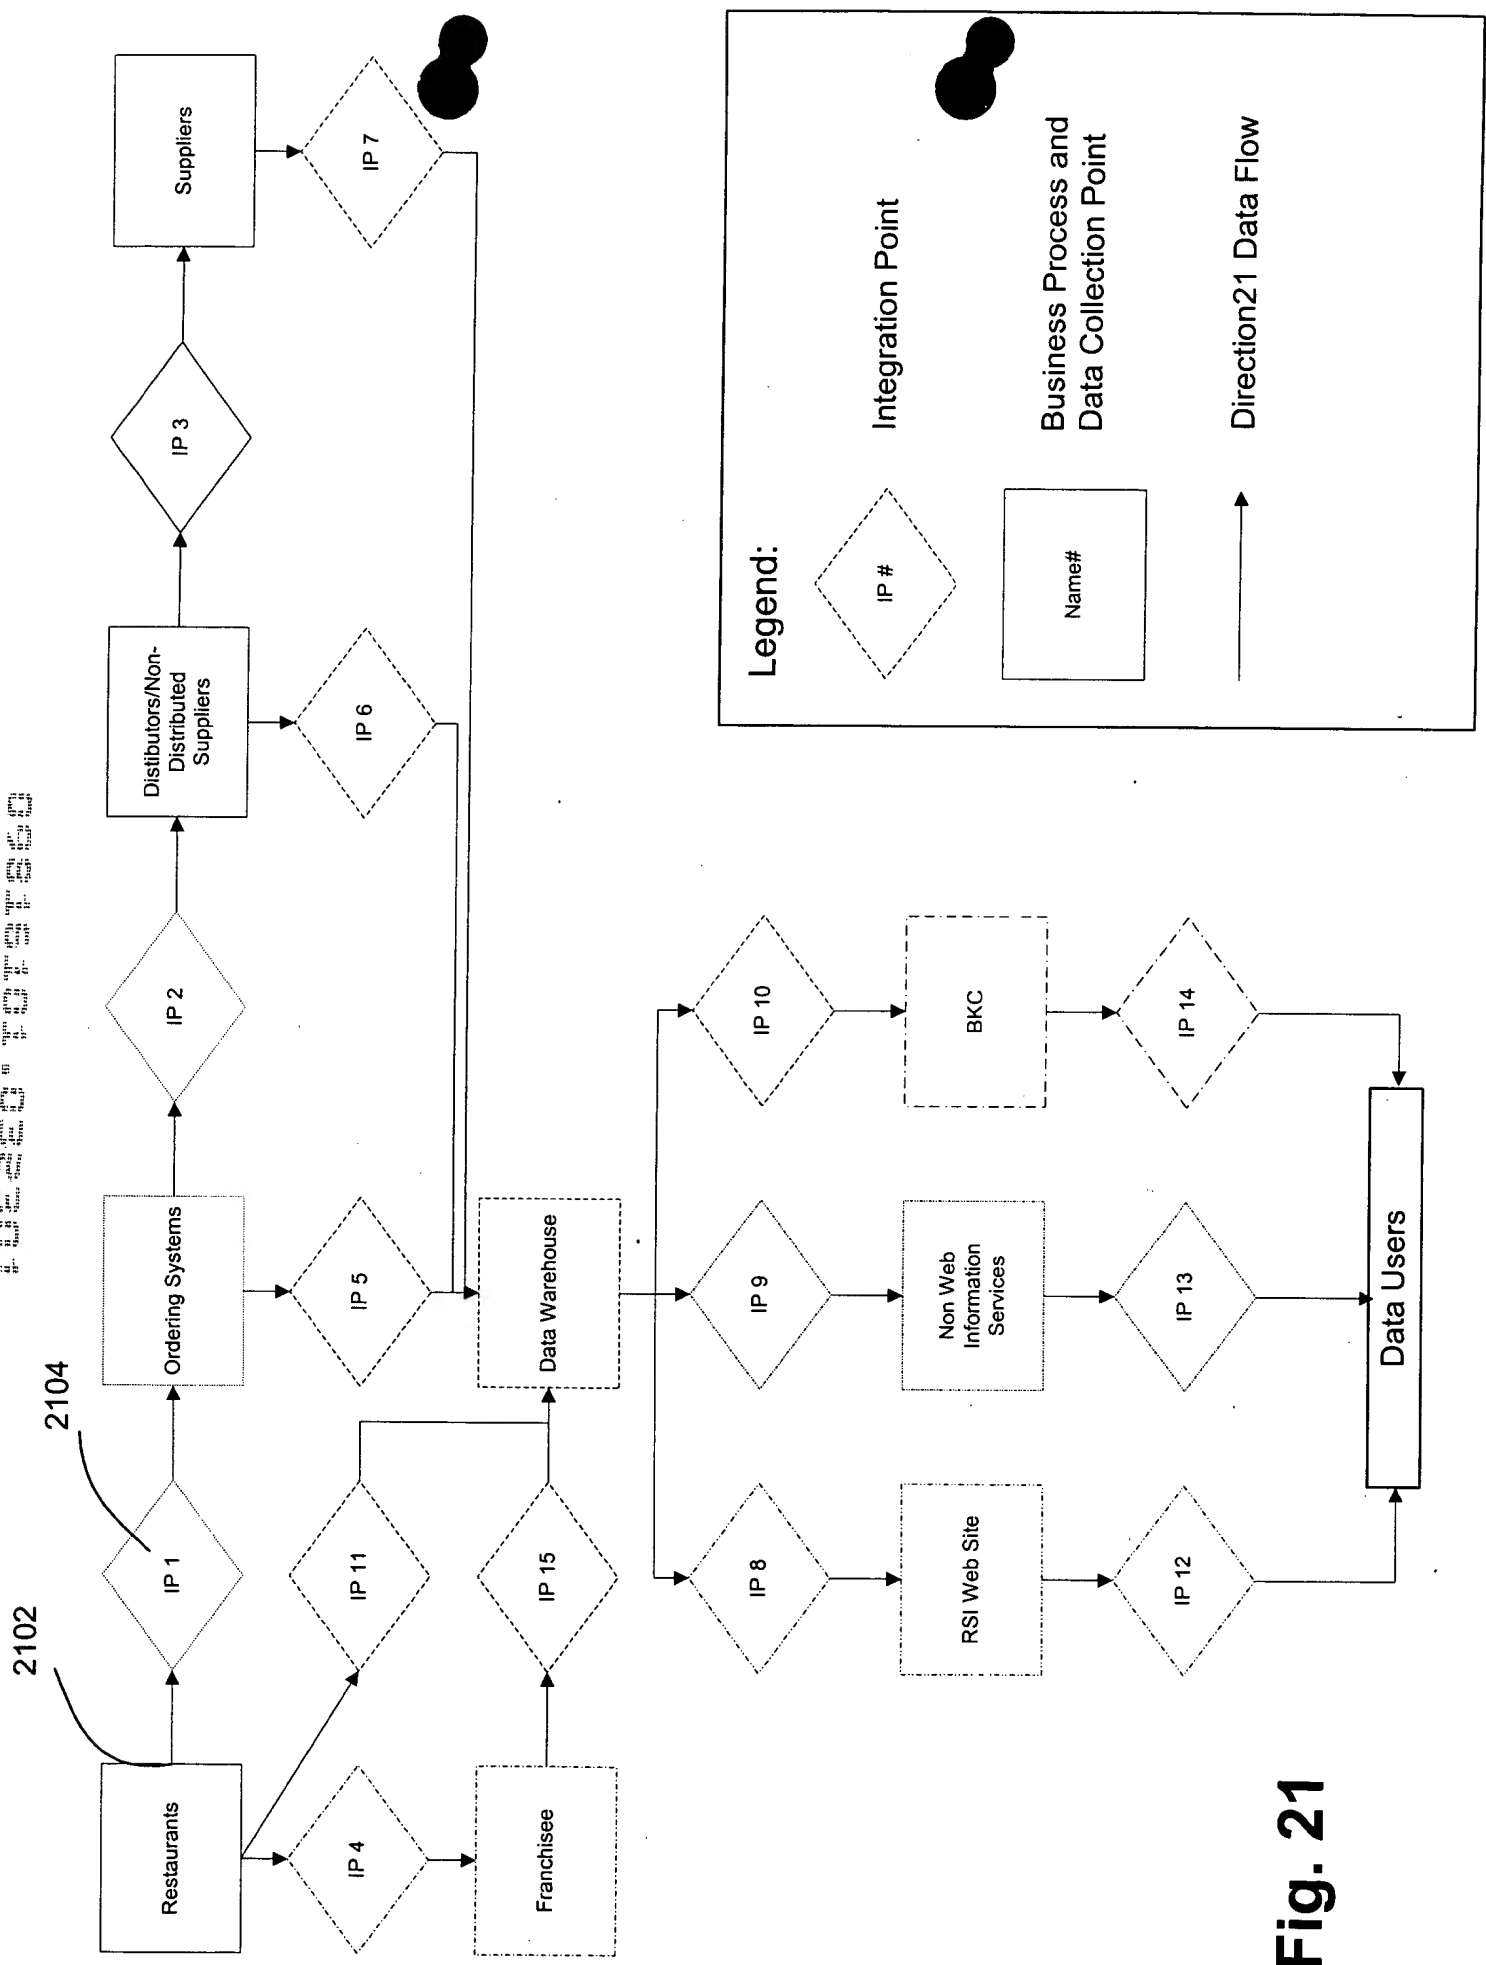 2102
2104
Restaurants
IP 1
Ordering Systems
IP 2
Distibutors/Non-
Distributed
Suppliers
IP 3
Suppliers
IP 4
IP 11
IP 5
IP 6
IP 7
Franchisee
IP 15
Data Warehouse
IP 8
IP 9
IP 10
RSI Web Site
Non Web
Information
Services
BKC
IP 12
IP 13
IP 14
Data Users
Legend:
IP #
Integration Point
Name#
Business Process and
Data Collection Point
Direction21 Data Flow
Fig. 21